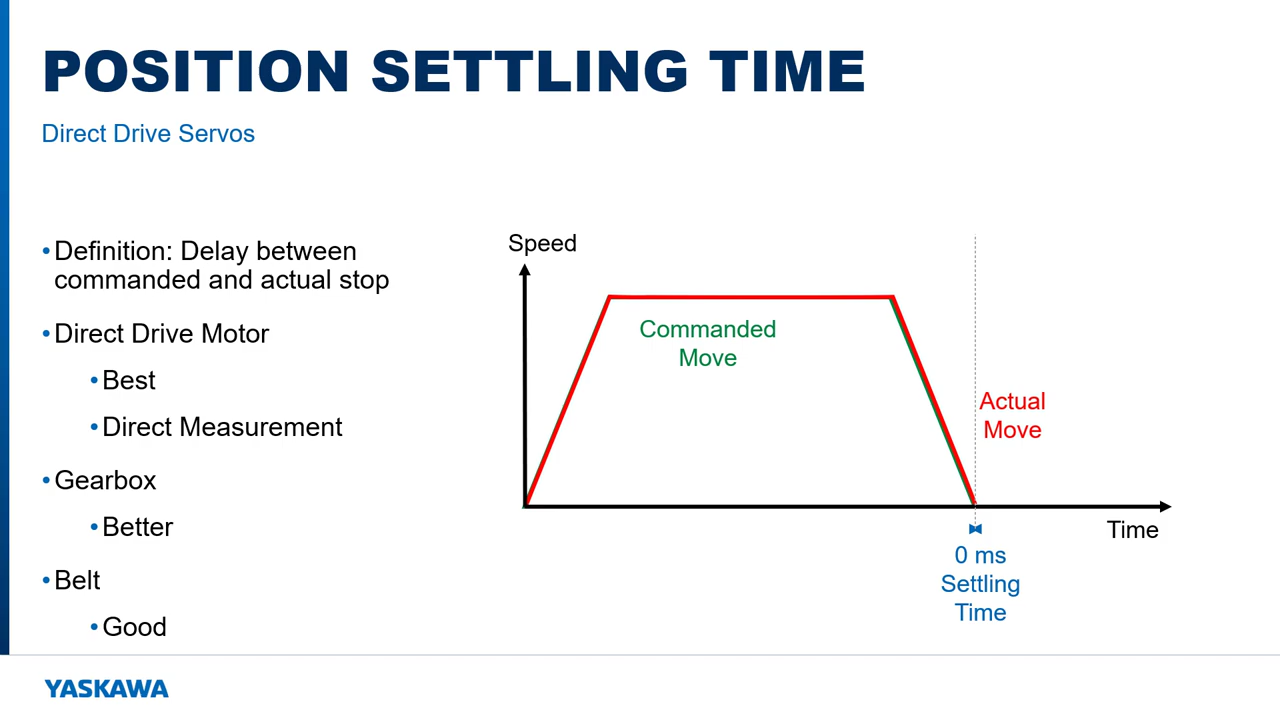 POSITION SETTLING TIME
Direct Drive Servos
•Definition: Delay between
commanded and actual stop
•Direct Drive Motor
•Best
•Direct Measurement
•Gearbox
•Better
•Belt
•Good
Speed
Commanded
Move
Actual
Move
Time
0 ms
Settling
Time
YASKAWA